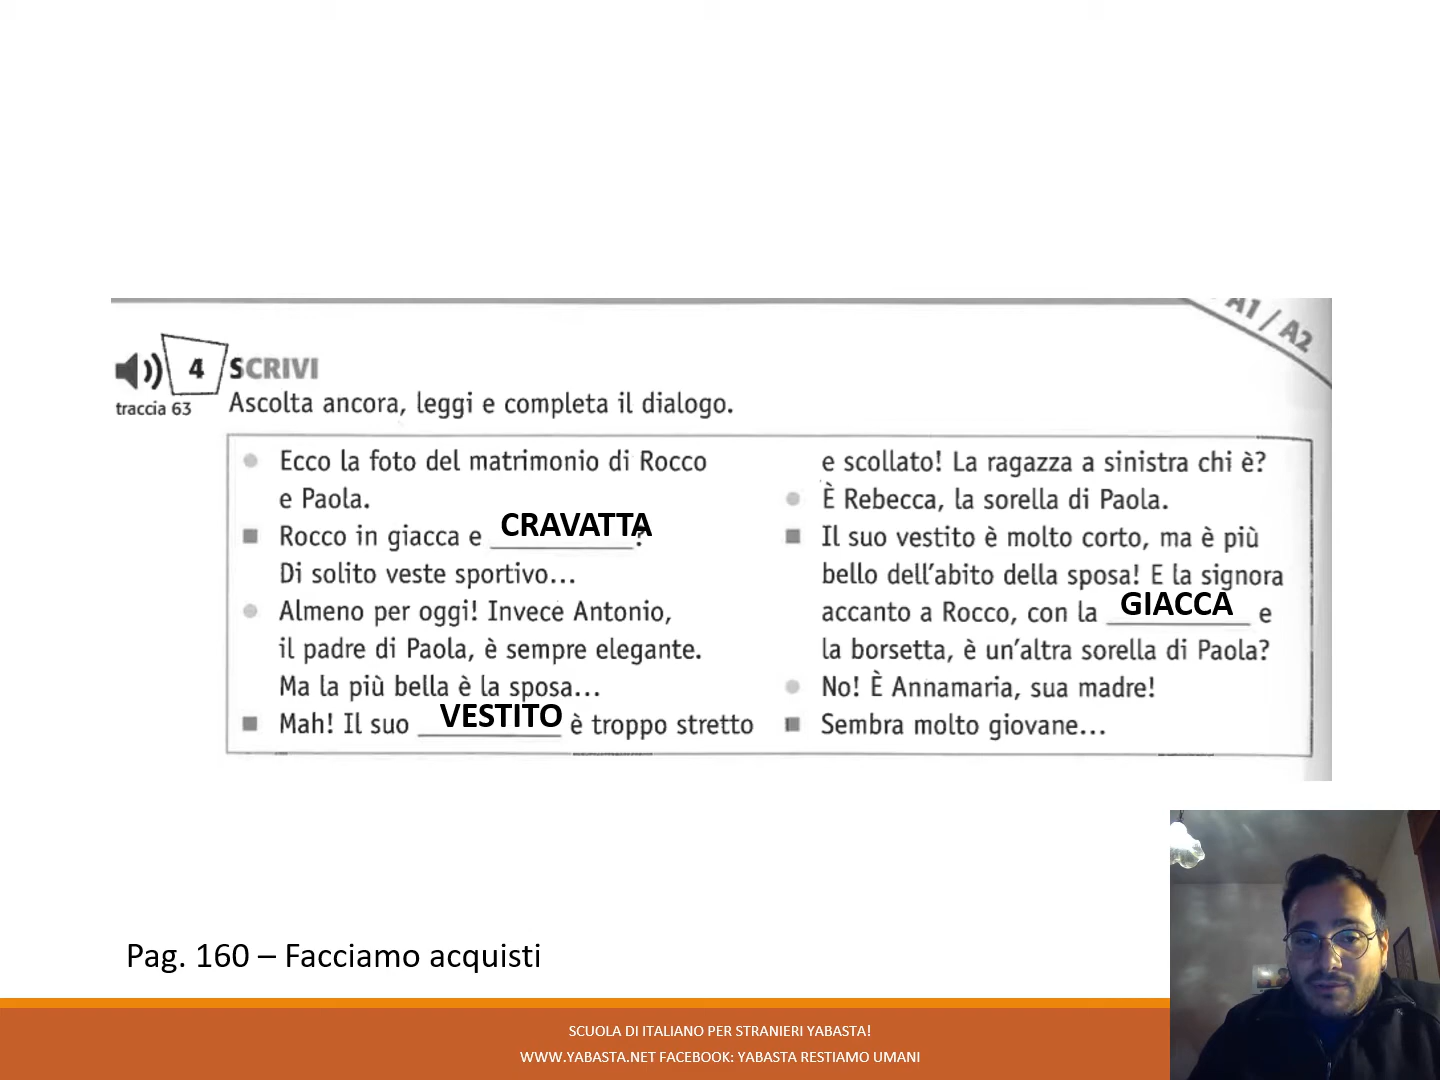 A1 / A2
4 SCRIVI
traccia 63
Ascolta ancora, leggi e completa il dialogo.
Ecco la foto del matrimonio di Rocco
e Paola.
Rocco in giacca e CRAVATTA?
Di solito veste sportivo...
Almeno per oggi! Invece Antonio,
il padre di Paola, è sempre elegante.
Ma la più bella è la sposa...
Mah! Il suo VESTITO è troppo stretto
e scollato! La ragazza a sinistra chi è?
È Rebecca, la sorella di Paola.
Il suo vestito è molto corto, ma è più
bello dell'abito della sposa! E la signora
accanto a Rocco, con la GIACCA e
la borsetta, è un'altra sorella di Paola?
No! È Annamaria, sua madre!
Sembra molto giovane...
Pag. 160 – Facciamo acquisti
SCUOLA DI ITALIANO PER STRANIERI YABASTA!
WWW.YABASTA.NET FACEBOOK: YABASTA RESTIAMO UMANI